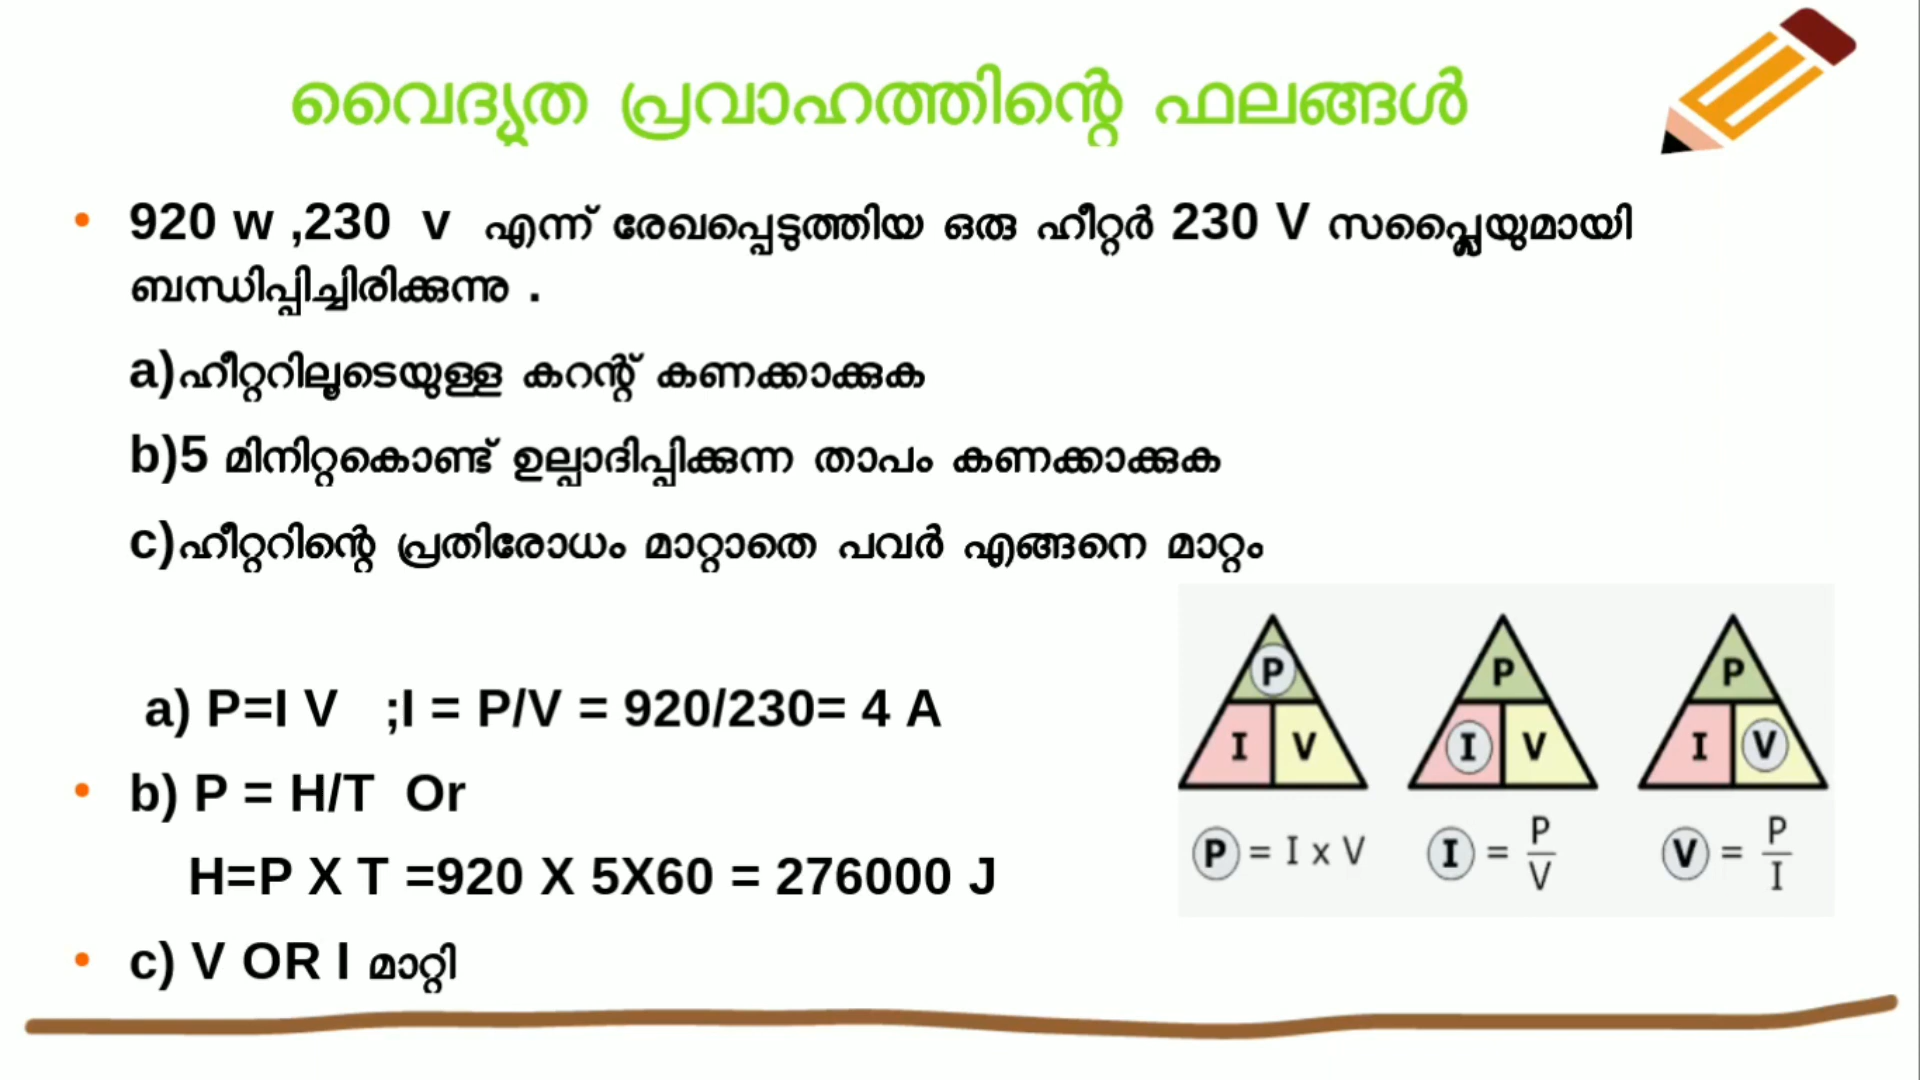 വൈദ്യുത പ്രവാഹത്തിന്റെ ഫലങ്ങൾ
• 920 w ,230 v എന്ന് രേഖപ്പെടുത്തിയ ഒരു ഹീറ്റർ 230 V സപ്ലൈയുമായി
ബന്ധിപ്പിച്ചിരിക്കുന്നു .
a)ഹീറ്ററിലൂടെയുള്ള കറന്റ് കണക്കാക്കുക
b)5 മിനിറ്റകൊണ്ട് ഉല്പാദിപ്പിക്കുന്ന താപം കണക്കാക്കുക
c)ഹീറ്ററിന്റെ പ്രതിരോധം മാറ്റാതെ പവർ എങ്ങനെ മാറ്റം
a) P=I V ;I = P/V = 920/230= 4 A
• b) P = H/T Or
H=P X T =920 X 5X60 = 276000 J
• c) V OR I മാറ്റി
P P P
I V I V I V
P = I x V I = P/V V = P/I